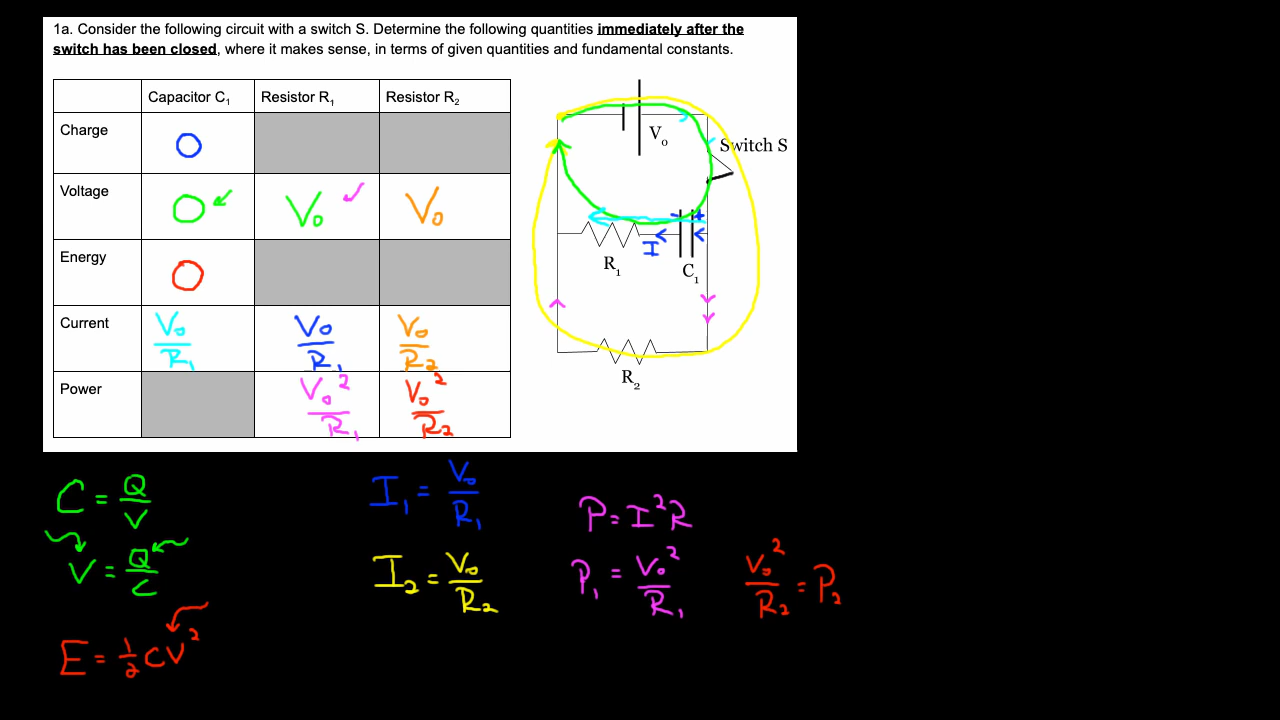 1a. Consider the following circuit with a switch S. Determine the following quantities immediately after the
switch has been closed, where it makes sense, in terms of given quantities and fundamental constants.
Capacitor C₁ Resistor R₁ Resistor R₂
Charge 0
Voltage 0 V₀ V₀
Energy 0
Current V₀/R₁ V₀/R₁ V₀/R₂
Power V₀²/R₁ V₀²/R₂
V₀
Switch S
+
I
R₁ C₁
R₂
C = Q/V
V = Q/C
E = ½CV²
I₁ = V₀/R₁
I₂ = V₀/R₂
P = I²R
P₁ = V₀²/R₁
V₀²/R₂ = P₂